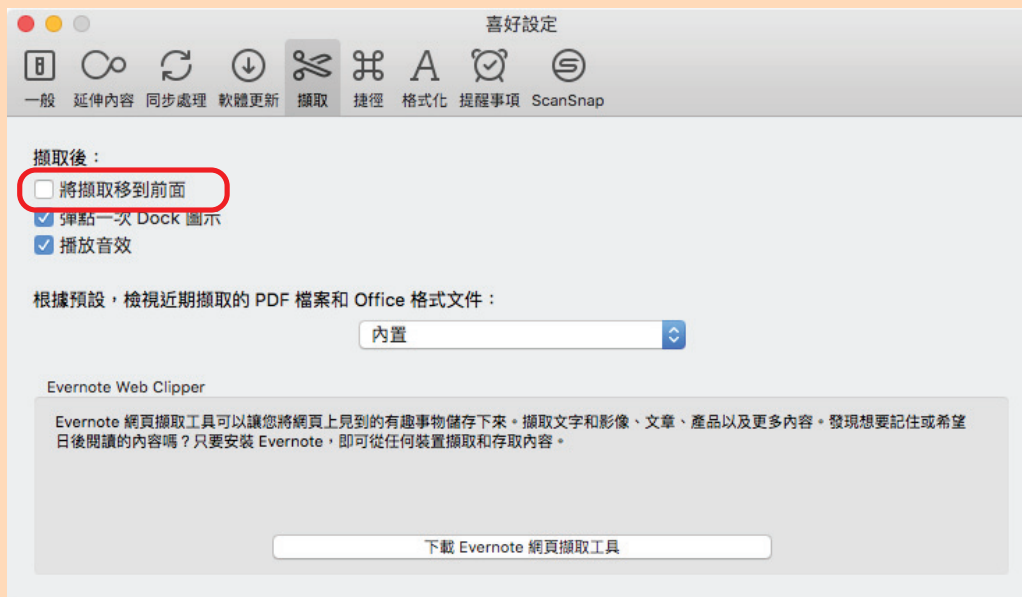 喜好設定
一般 延伸內容 同步處理 軟體更新 擷取 捷徑 格式化 提醒事項 ScanSnap
擷取後：
將擷取移到前面
彈點一次 Dock 圖示
播放音效
根據預設，檢視近期擷取的 PDF 檔案和 Office 格式文件：
內置
Evernote Web Clipper
Evernote 網頁擷取工具可以讓您將網頁上見到的有趣事物儲存下來。擷取文字和影像、文章、產品以及更多內容。發現想要記住或希望
日後閱讀的內容嗎？只要安裝 Evernote，即可從任何裝置擷取和存取內容。
下載 Evernote 網頁擷取工具